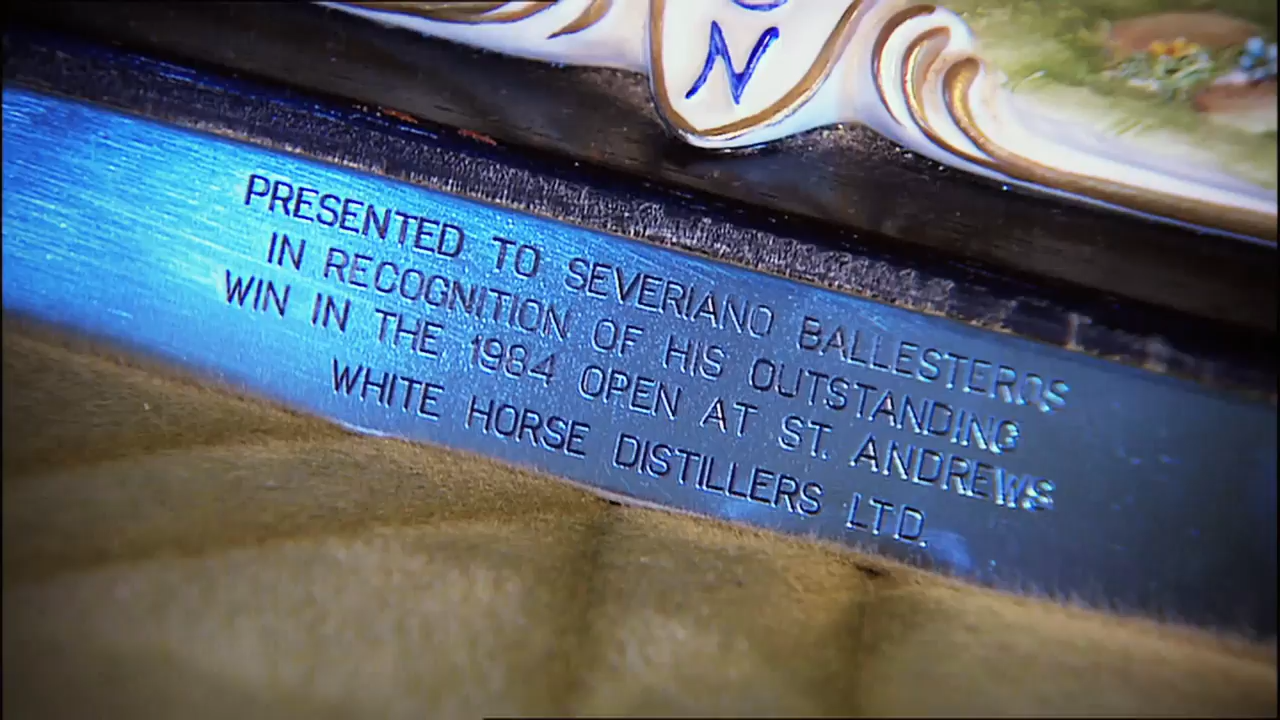 N
PRESENTED TO SEVERIANO BALLESTEROS
IN RECOGNITION OF HIS OUTSTANDING
WIN IN THE 1984 OPEN AT ST. ANDREWS
WHITE HORSE DISTILLERS LTD.